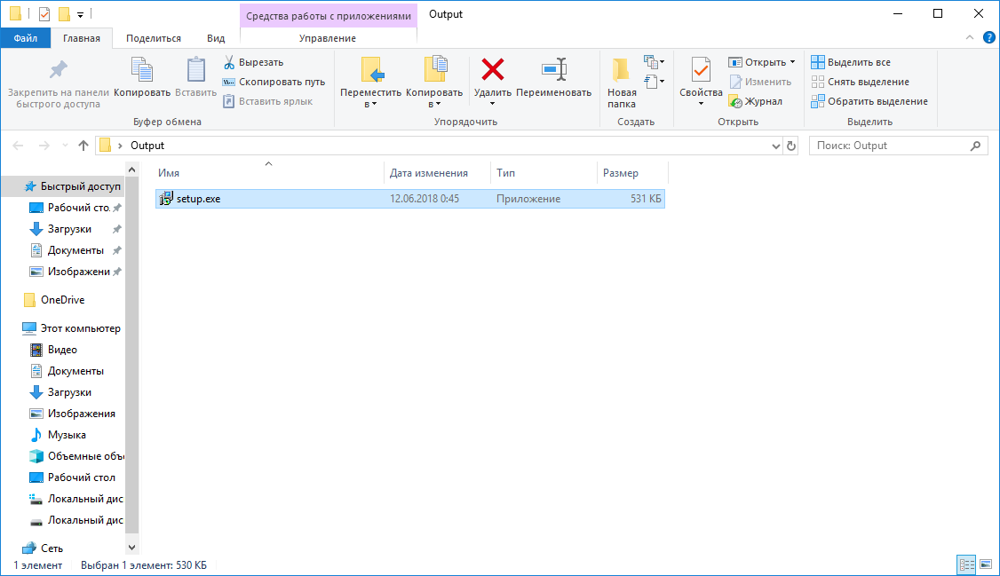 Средства работы с приложениями
Output
Файл
Главная
Поделиться
Вид
Управление
Закрепить на панели
быстрого доступа
Копировать
Вставить
Вырезать
Скопировать путь
Вставить ярлык
Буфер обмена
Переместить
в
Копировать
в
Удалить
Переименовать
Упорядочить
Новая
папка
Создать
Свойства
Открыть
Изменить
Журнал
Открыть
Выделить все
Снять выделение
Обратить выделение
Выделить
Output
Поиск: Output
Имя
Дата изменения
Тип
Размер
setup.exe
12.06.2018 0:45
Приложение
531 КБ
Быстрый доступ
Рабочий сто.
Загрузки
Документы
Изображени
OneDrive
Этот компьютер
Видео
Документы
Загрузки
Изображения
Музыка
Объемные объ
Рабочий стол
Локальный дис
Локальный дис
Сеть
1 элемент
Выбран 1 элемент: 530 КБ